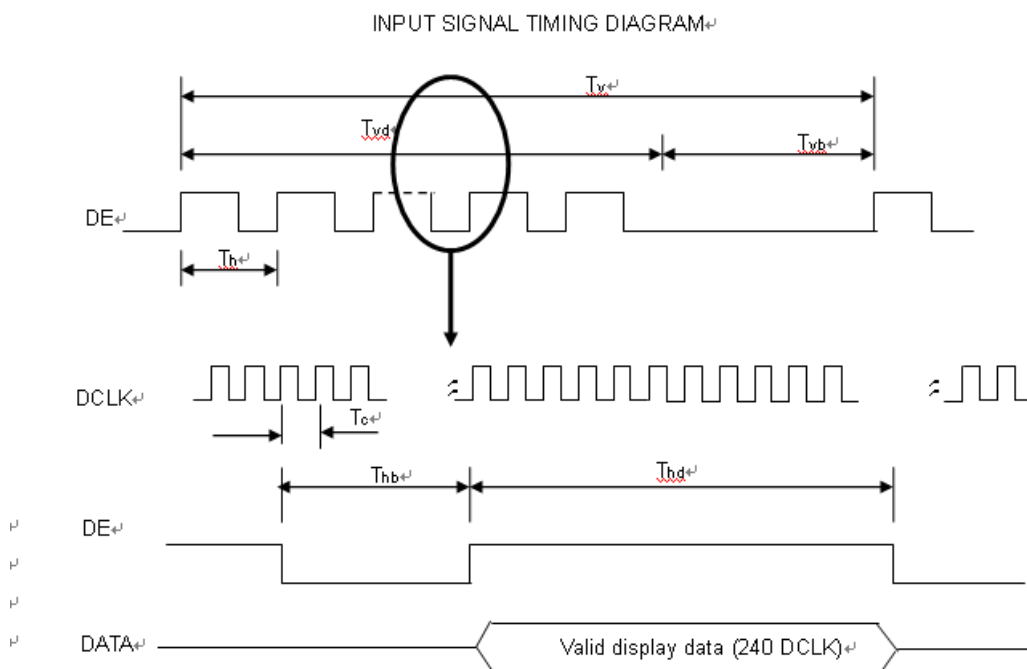 INPUT SIGNAL TIMING DIAGRAM↵
Tv↵
Tvd↵
Tvb↵
DE↵
Th↵
DCLK↵
Tc↵
Thb↵
Thd↵
DE↵
DATA↵
Valid display data (240 DCLK)↵